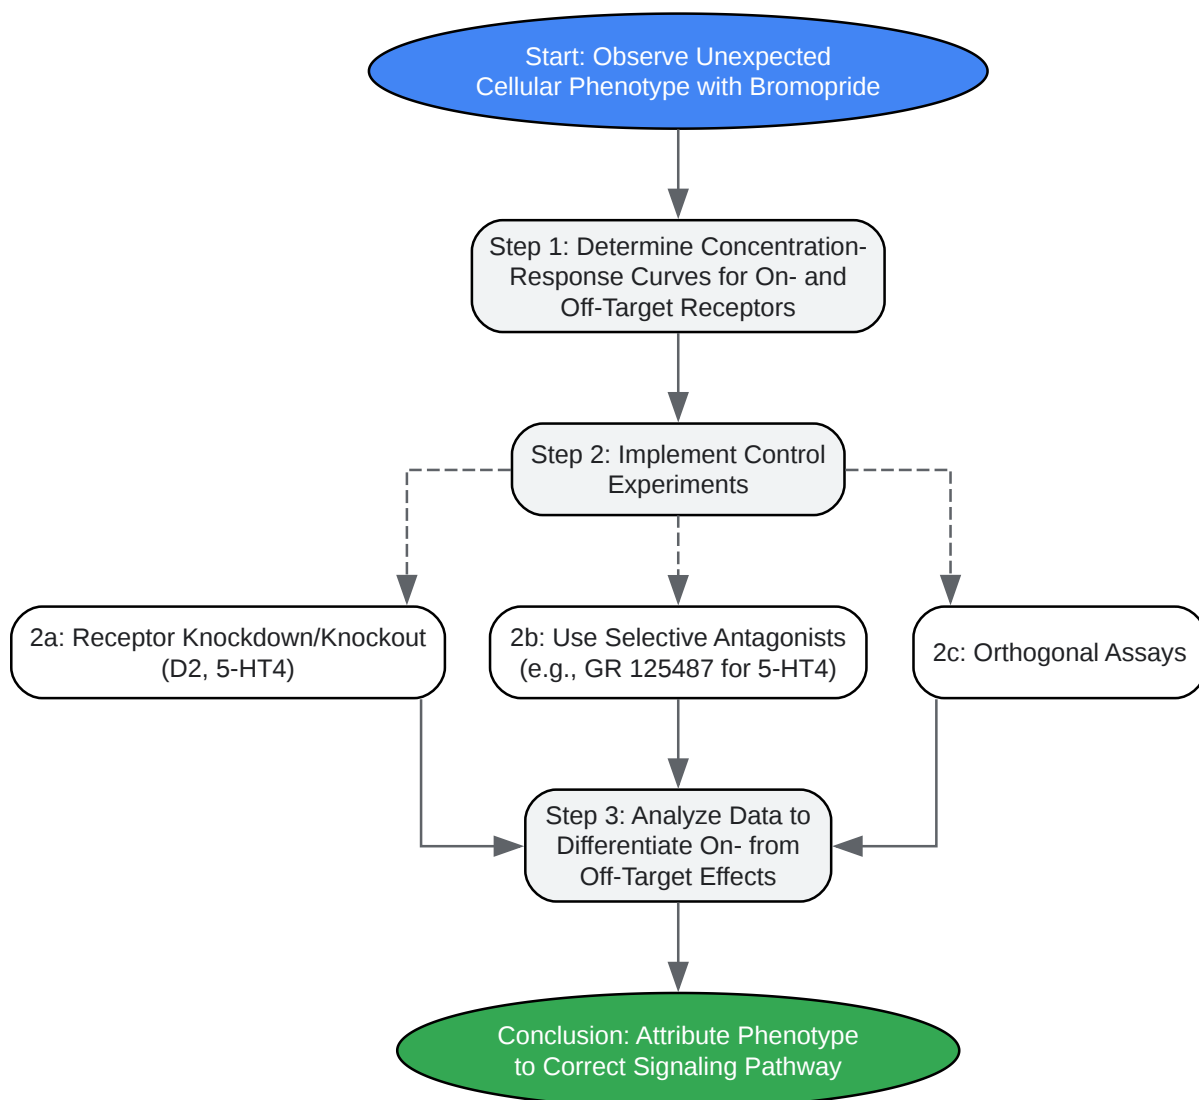 Start: Observe Unexpected
Cellular Phenotype with Bromopride
Step 1: Determine Concentration-
Response Curves for On- and
Off-Target Receptors
Step 2: Implement Control
Experiments
2a: Receptor Knockdown/Knockout
(D2, 5-HT4)
2b: Use Selective Antagonists
(e.g., GR 125487 for 5-HT4)
2c: Orthogonal Assays
Step 3: Analyze Data to
Differentiate On- from
Off-Target Effects
Conclusion: Attribute Phenotype
to Correct Signaling Pathway